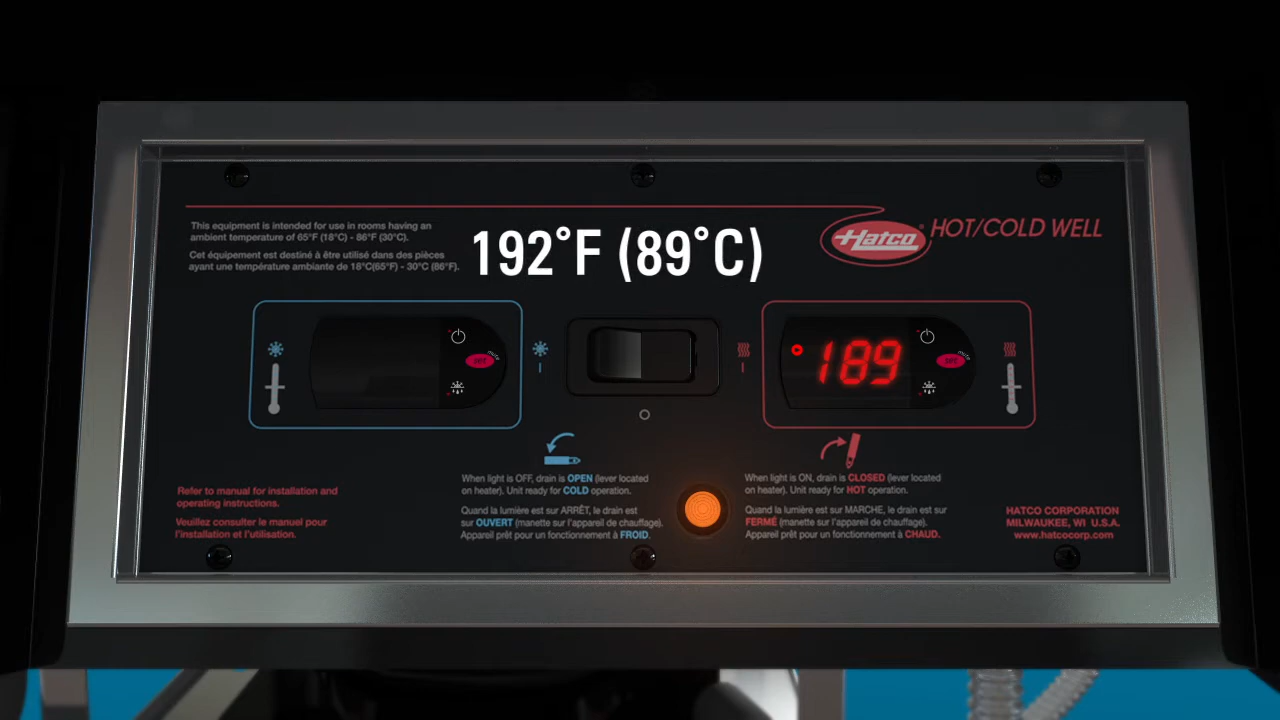 This equipment is intended for use in rooms having an
ambient temperature of 65°F (18°C) - 86°F (30°C).
Cet équipement est destiné à être utilisé dans des pièces
ayant une température ambiante de 18°C(65°F) - 30°C (86°F).
192°F (89°C)
Hatco® HOT/COLD WELL
mute
SET
189
mute
SET
When light is OFF, drain is OPEN (lever located
on heater). Unit ready for COLD operation.
Quand la lumière est sur ARRÊT, le drain est
sur OUVERT (manette sur l'appareil de chauffage).
Appareil prêt pour un fonctionnement à FROID.
When light is ON, drain is CLOSED (lever located
on heater). Unit ready for HOT operation.
Quand la lumière est sur MARCHE, le drain est sur
FERMÉ (manette sur l'appareil de chauffage).
Appareil prêt pour un fonctionnement à CHAUD.
Refer to manual for installation and
operating instructions.
Veuillez consulter le manuel pour
l'installation et l'utilisation.
HATCO CORPORATION
MILWAUKEE, WI U.S.A.
www.hatcocorp.com